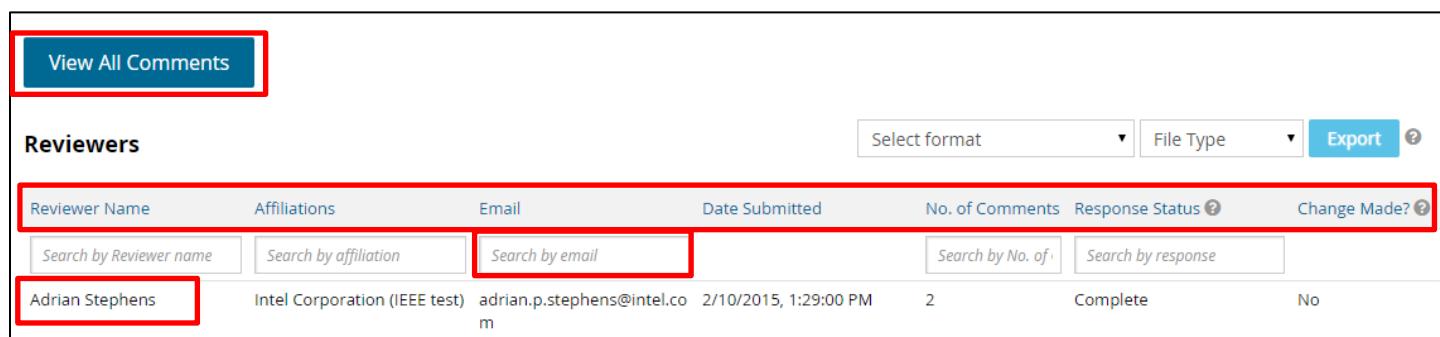 View All Comments
Reviewers
Select format
File Type
Export
Reviewer Name Affiliations Email Date Submitted No. of Comments Response Status Change Made?
Search by Reviewer name Search by affiliation Search by email Search by No. of Search by response
Adrian Stephens Intel Corporation (IEEE test) adrian.p.stephens@intel.co 2/10/2015, 1:29:00 PM 2 Complete No
m